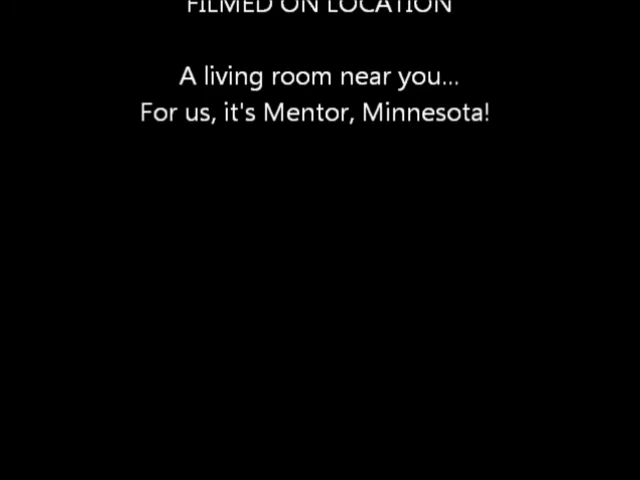 FILMED ON LOCATION
A living room near you...
For us, it's Mentor, Minnesota!